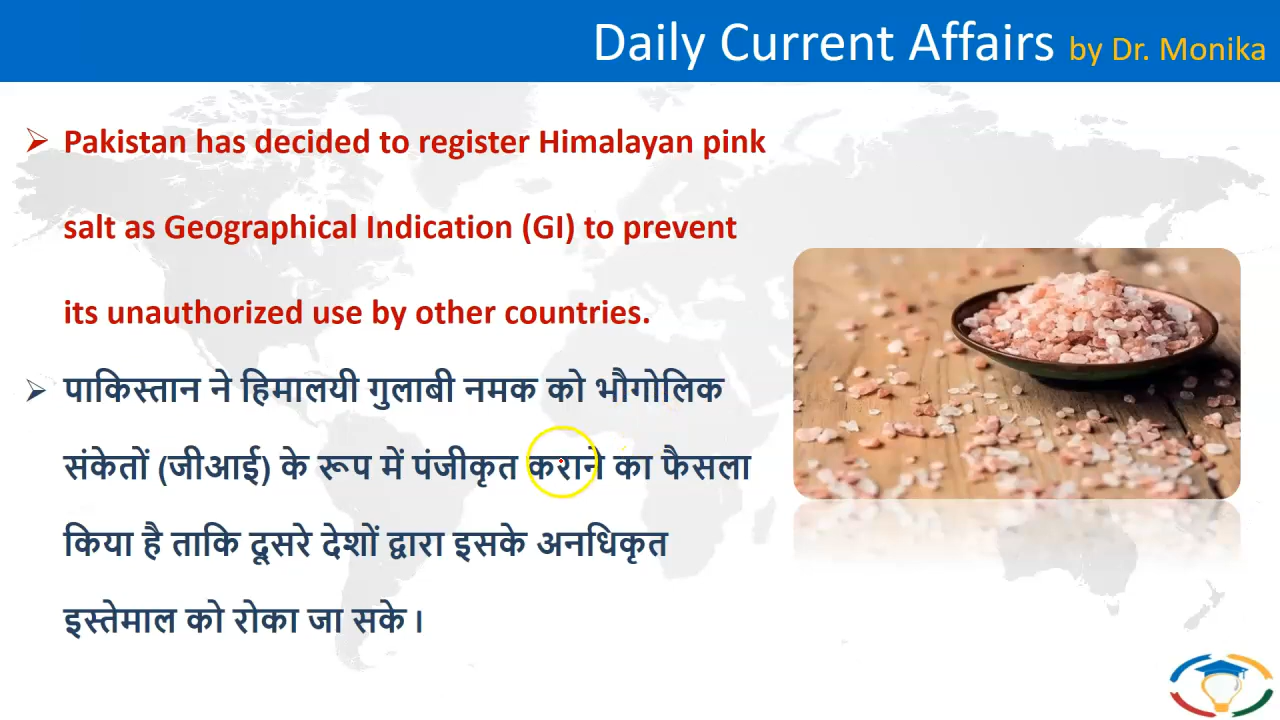 Daily Current Affairs by Dr. Monika
Pakistan has decided to register Himalayan pink
salt as Geographical Indication (GI) to prevent
its unauthorized use by other countries.
पाकिस्तान ने हिमालयी गुलाबी नमक को भौगोलिक
संकेतों (जीआई) के रूप में पंजीकृत कराने का फैसला
किया है ताकि दूसरे देशों द्वारा इसके अनधिकृत
इस्तेमाल को रोका जा सके।